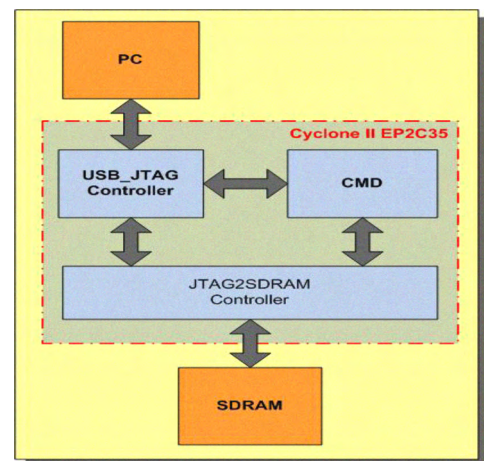 PC
Cyclone II EP2C35
USB_JTAG
Controller
CMD
JTAG2SDRAM
Controller
SDRAM